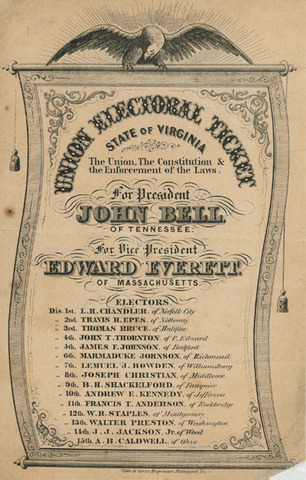 UNION ELECTORAL TICKET
STATE OF VIRGINIA
The Union, The Constitution &
the Enforcement of the Laws.
For President
JOHN BELL
OF TENNESSEE.
For Vice President
EDWARD EVERETT.
OF MASSACHUSETTS.
ELECTORS.
Dis. 1st. L. H. CHANDLER, of Norfolk City
„ 2nd. TRAVIS H. EPES, of Nottoway
„ 3rd. THOMAS BRUCE, of Halifax
„ 4th. JOHN T. THORNTON, of P. Edward
„ 5th. JAMES F. JOHNSON, of Bedford
„ 6th. MARMADUKE JOHNSON, of Richmond
„ 7th. LEMUEL J. BOWDEN, of Williamsburg
„ 8th. JOSEPH CHRISTIAN, of Middlesex
„ 9th. B. H. SHACKELFORD, of Fauquier
„ 10th. ANDREW E. KENNEDY, of Jefferson
„ 11th. FRANCIS T. ANDERSON, of Rockbridge
„ 12th. W. R. STAPLES, of Montgomery
„ 13th. WALTER PRESTON, of Washington
„ 14th. J. J. JACKSON, Jr. of Wood
„ 15th. A. H. CALDWELL, of Ohio